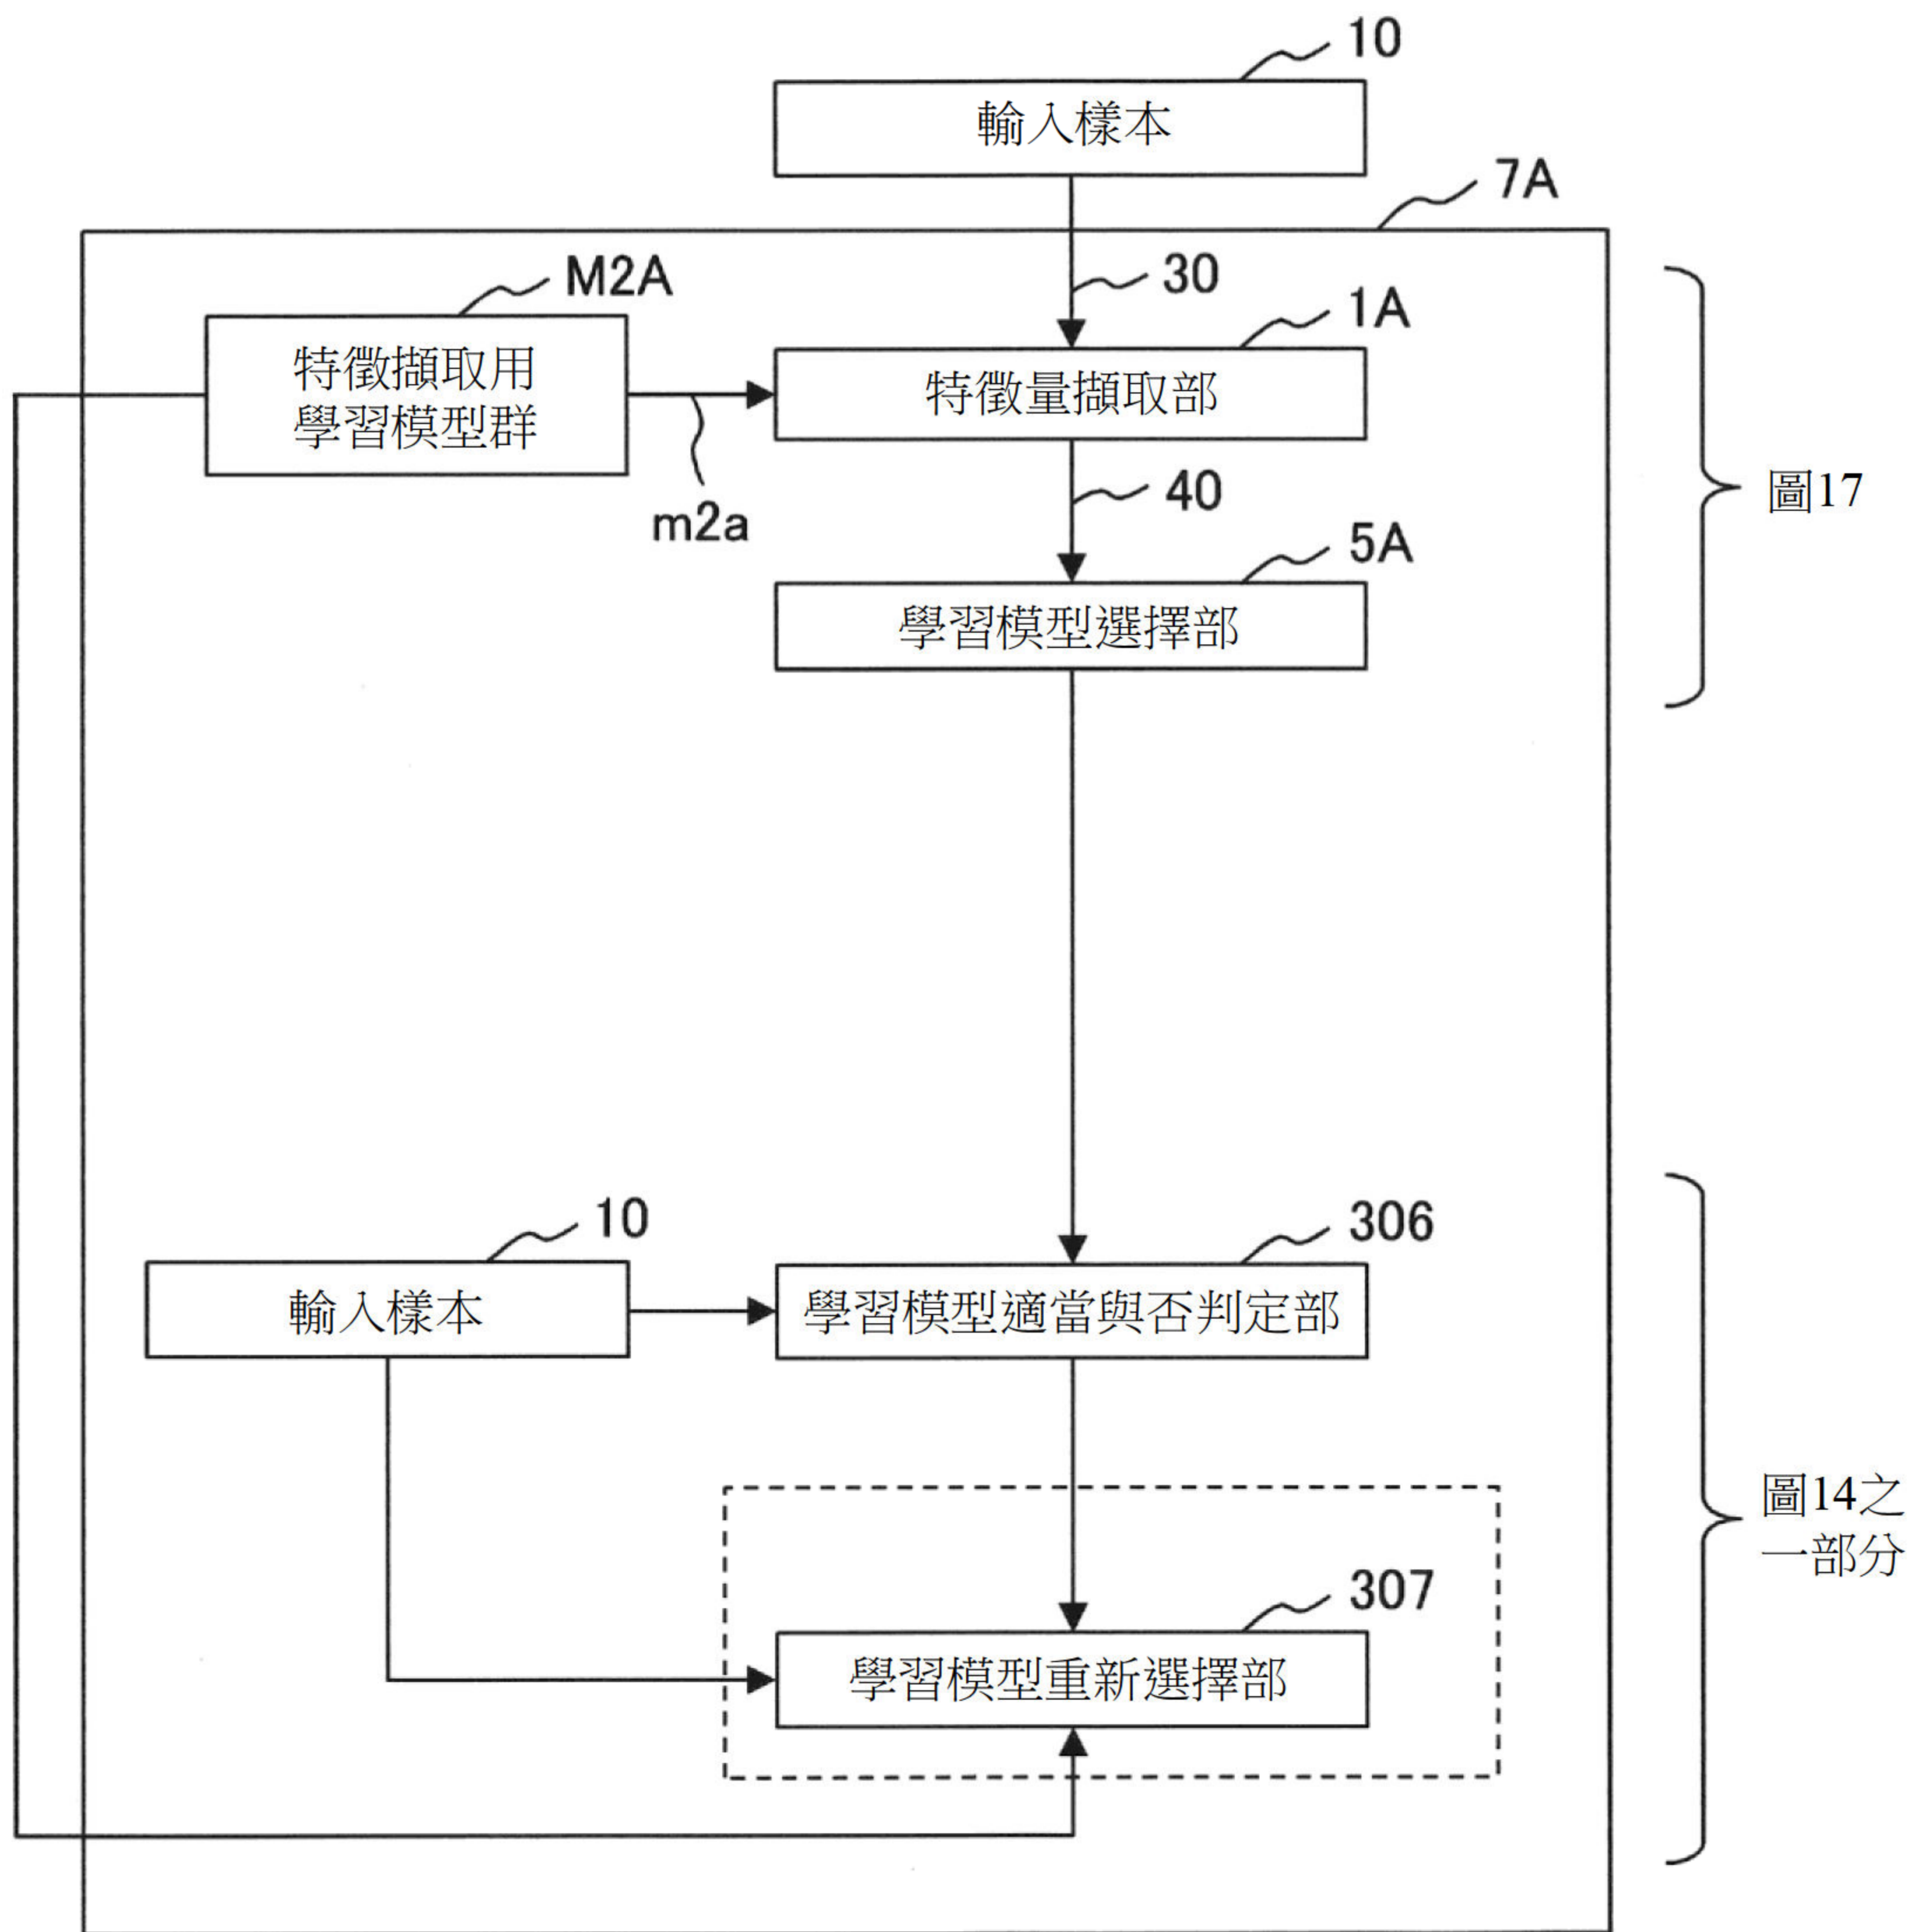 10
輸入樣本
7A
M2A
30
1A
特徵擷取用
學習模型群
特徵量擷取部
m2a
40
圖17
5A
學習模型選擇部
10
306
輸入樣本
學習模型適當與否判定部
圖14之
一部分
307
學習模型重新選擇部